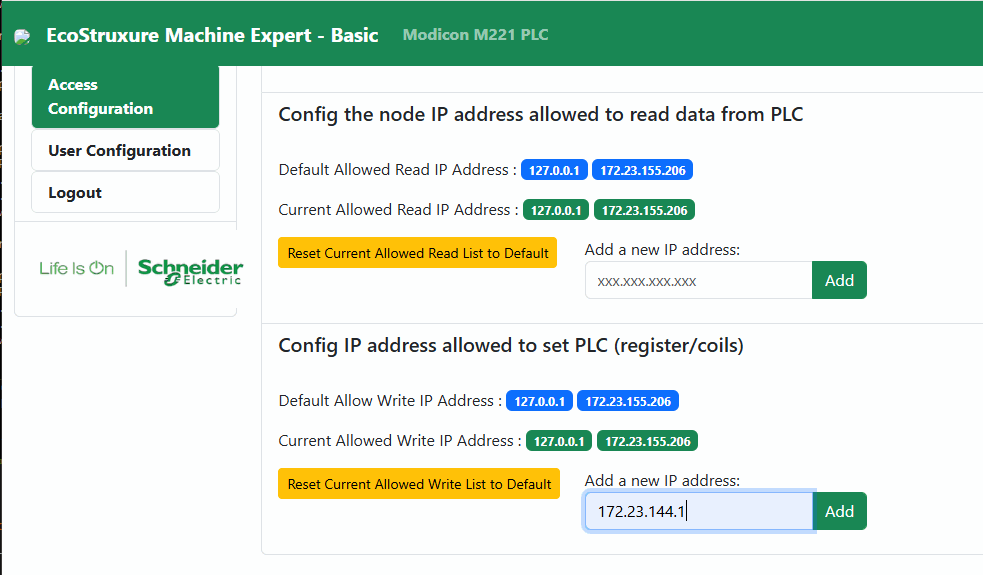 EcoStruxure Machine Expert - Basic Modicon M221 PLC
Access
Configuration
User Configuration
Logout
Life Is On Schneider Electric
Config the node IP address allowed to read data from PLC
Default Allowed Read IP Address : 127.0.0.1 172.23.155.206
Current Allowed Read IP Address : 127.0.0.1 172.23.155.206
Reset Current Allowed Read List to Default
Add a new IP address:
xxx.xxx.xxx.xxx Add
Config IP address allowed to set PLC (register/coils)
Default Allow Write IP Address : 127.0.0.1 172.23.155.206
Current Allowed Write IP Address : 127.0.0.1 172.23.155.206
Reset Current Allowed Write List to Default
Add a new IP address:
172.23.144.1 Add